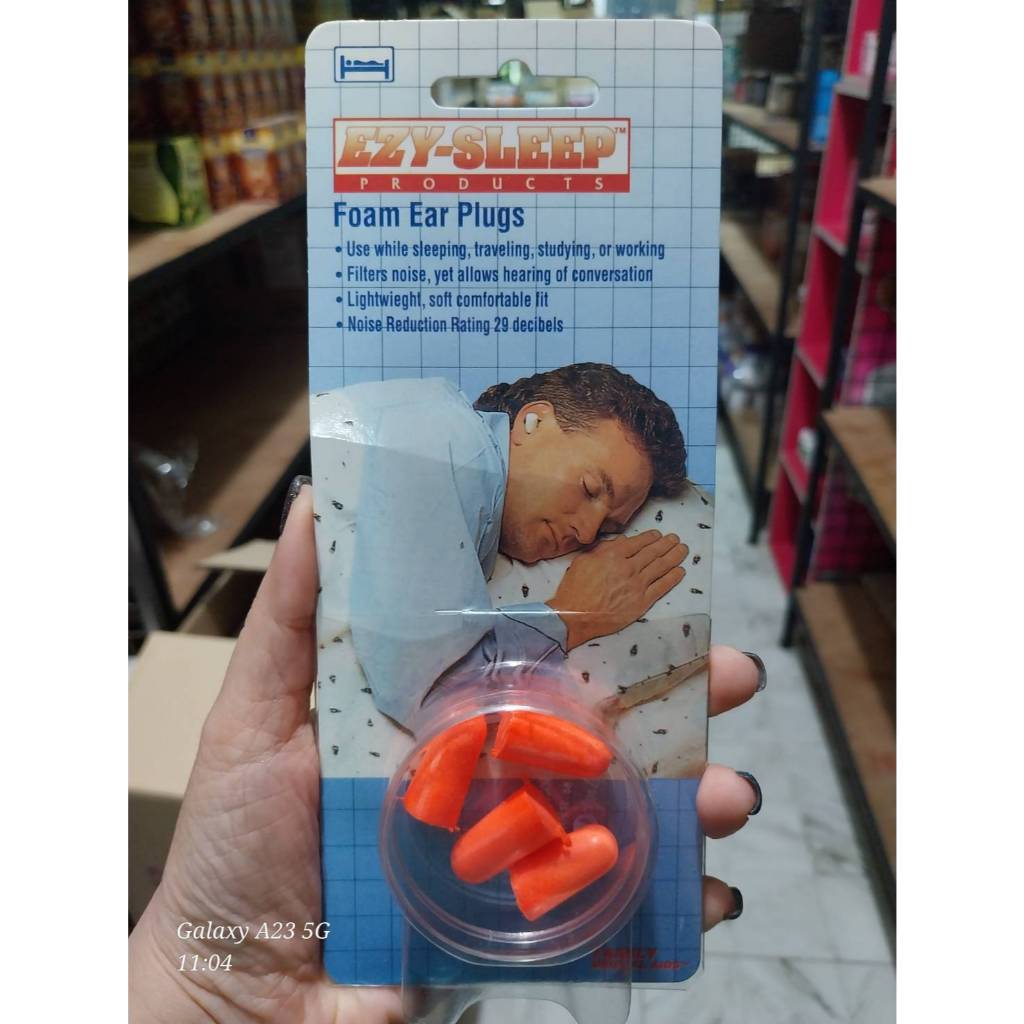 EZY-SLEEP™
PRODUCTS
Foam Ear Plugs
• Use while sleeping, traveling, studying, or working
• Filters noise, yet allows hearing of conversation
• Lightwieght, soft comfortable fit
• Noise Reduction Rating 29 decibels
Galaxy A23 5G
11:04